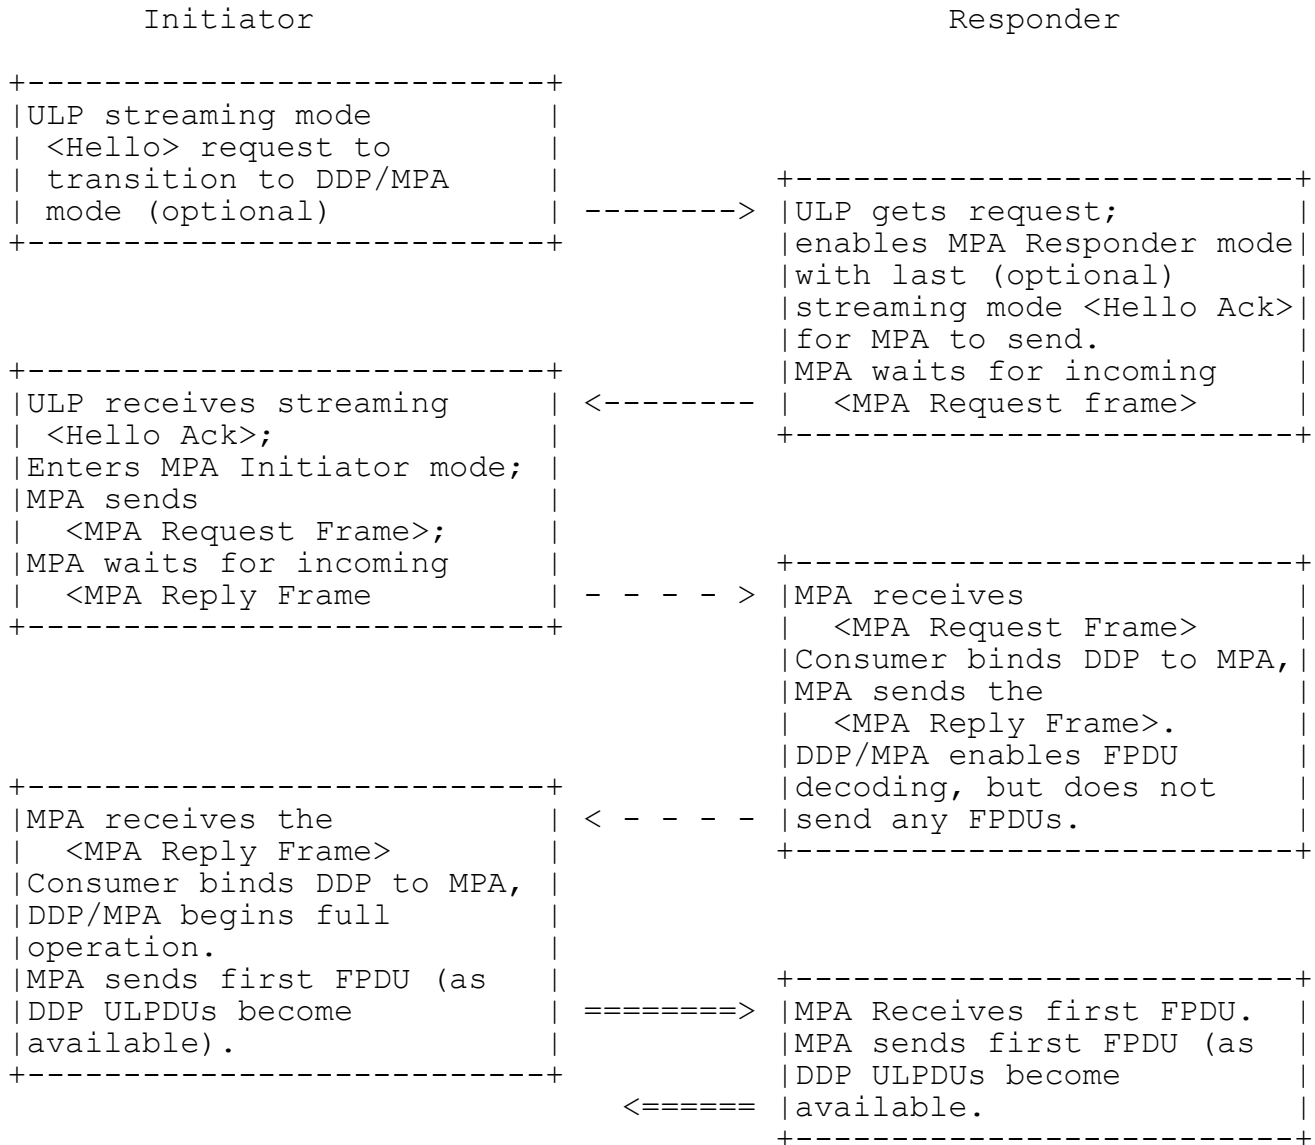 Initiator                                 Responder

+---------------------------+
|ULP streaming mode         |
| <Hello> request to        |
| transition to DDP/MPA     |           +--------------------------+
| mode (optional)           | --------> |ULP gets request;         |
+---------------------------+           |enables MPA Responder mode|
                                        |with last (optional)      |
                                        |streaming mode <Hello Ack>|
                                        |for MPA to send.          |
+---------------------------+           |MPA waits for incoming    |
|ULP receives streaming     | <-------- |  <MPA Request frame>     |
| <Hello Ack>;              |           +--------------------------+
|Enters MPA Initiator mode; |
|MPA sends                  |
|  <MPA Request Frame>;     |
|MPA waits for incoming     |           +--------------------------+
|  <MPA Reply Frame         | - - - - > |MPA receives              |
+---------------------------+           |  <MPA Request Frame>     |
                                        |Consumer binds DDP to MPA,|
                                        |MPA sends the             |
                                        |  <MPA Reply Frame>.      |
                                        |DDP/MPA enables FPDU      |
+---------------------------+           |decoding, but does not    |
|MPA receives the           | < - - - - |send any FPDUs.           |
|  <MPA Reply Frame>        |           +--------------------------+
|Consumer binds DDP to MPA, |
|DDP/MPA begins full        |
|operation.                 |
|MPA sends first FPDU (as   |           +--------------------------+
|DDP ULPDUs become          | ========> |MPA Receives first FPDU.  |
|available).                |           |MPA sends first FPDU (as  |
+---------------------------+           |DDP ULPDUs become         |
                                <====== |available.                |
                                        +--------------------------+